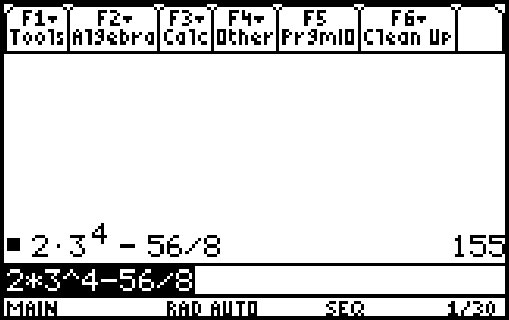 F1▾ F2▾ F3▾ F4▾ F5 F6▾
Tools Algebra Calc Other PrgmIO Clean Up
■ 2·3⁴ - 56/8 155
2*3^4-56/8
MAIN RAD AUTO SEQ 1/30